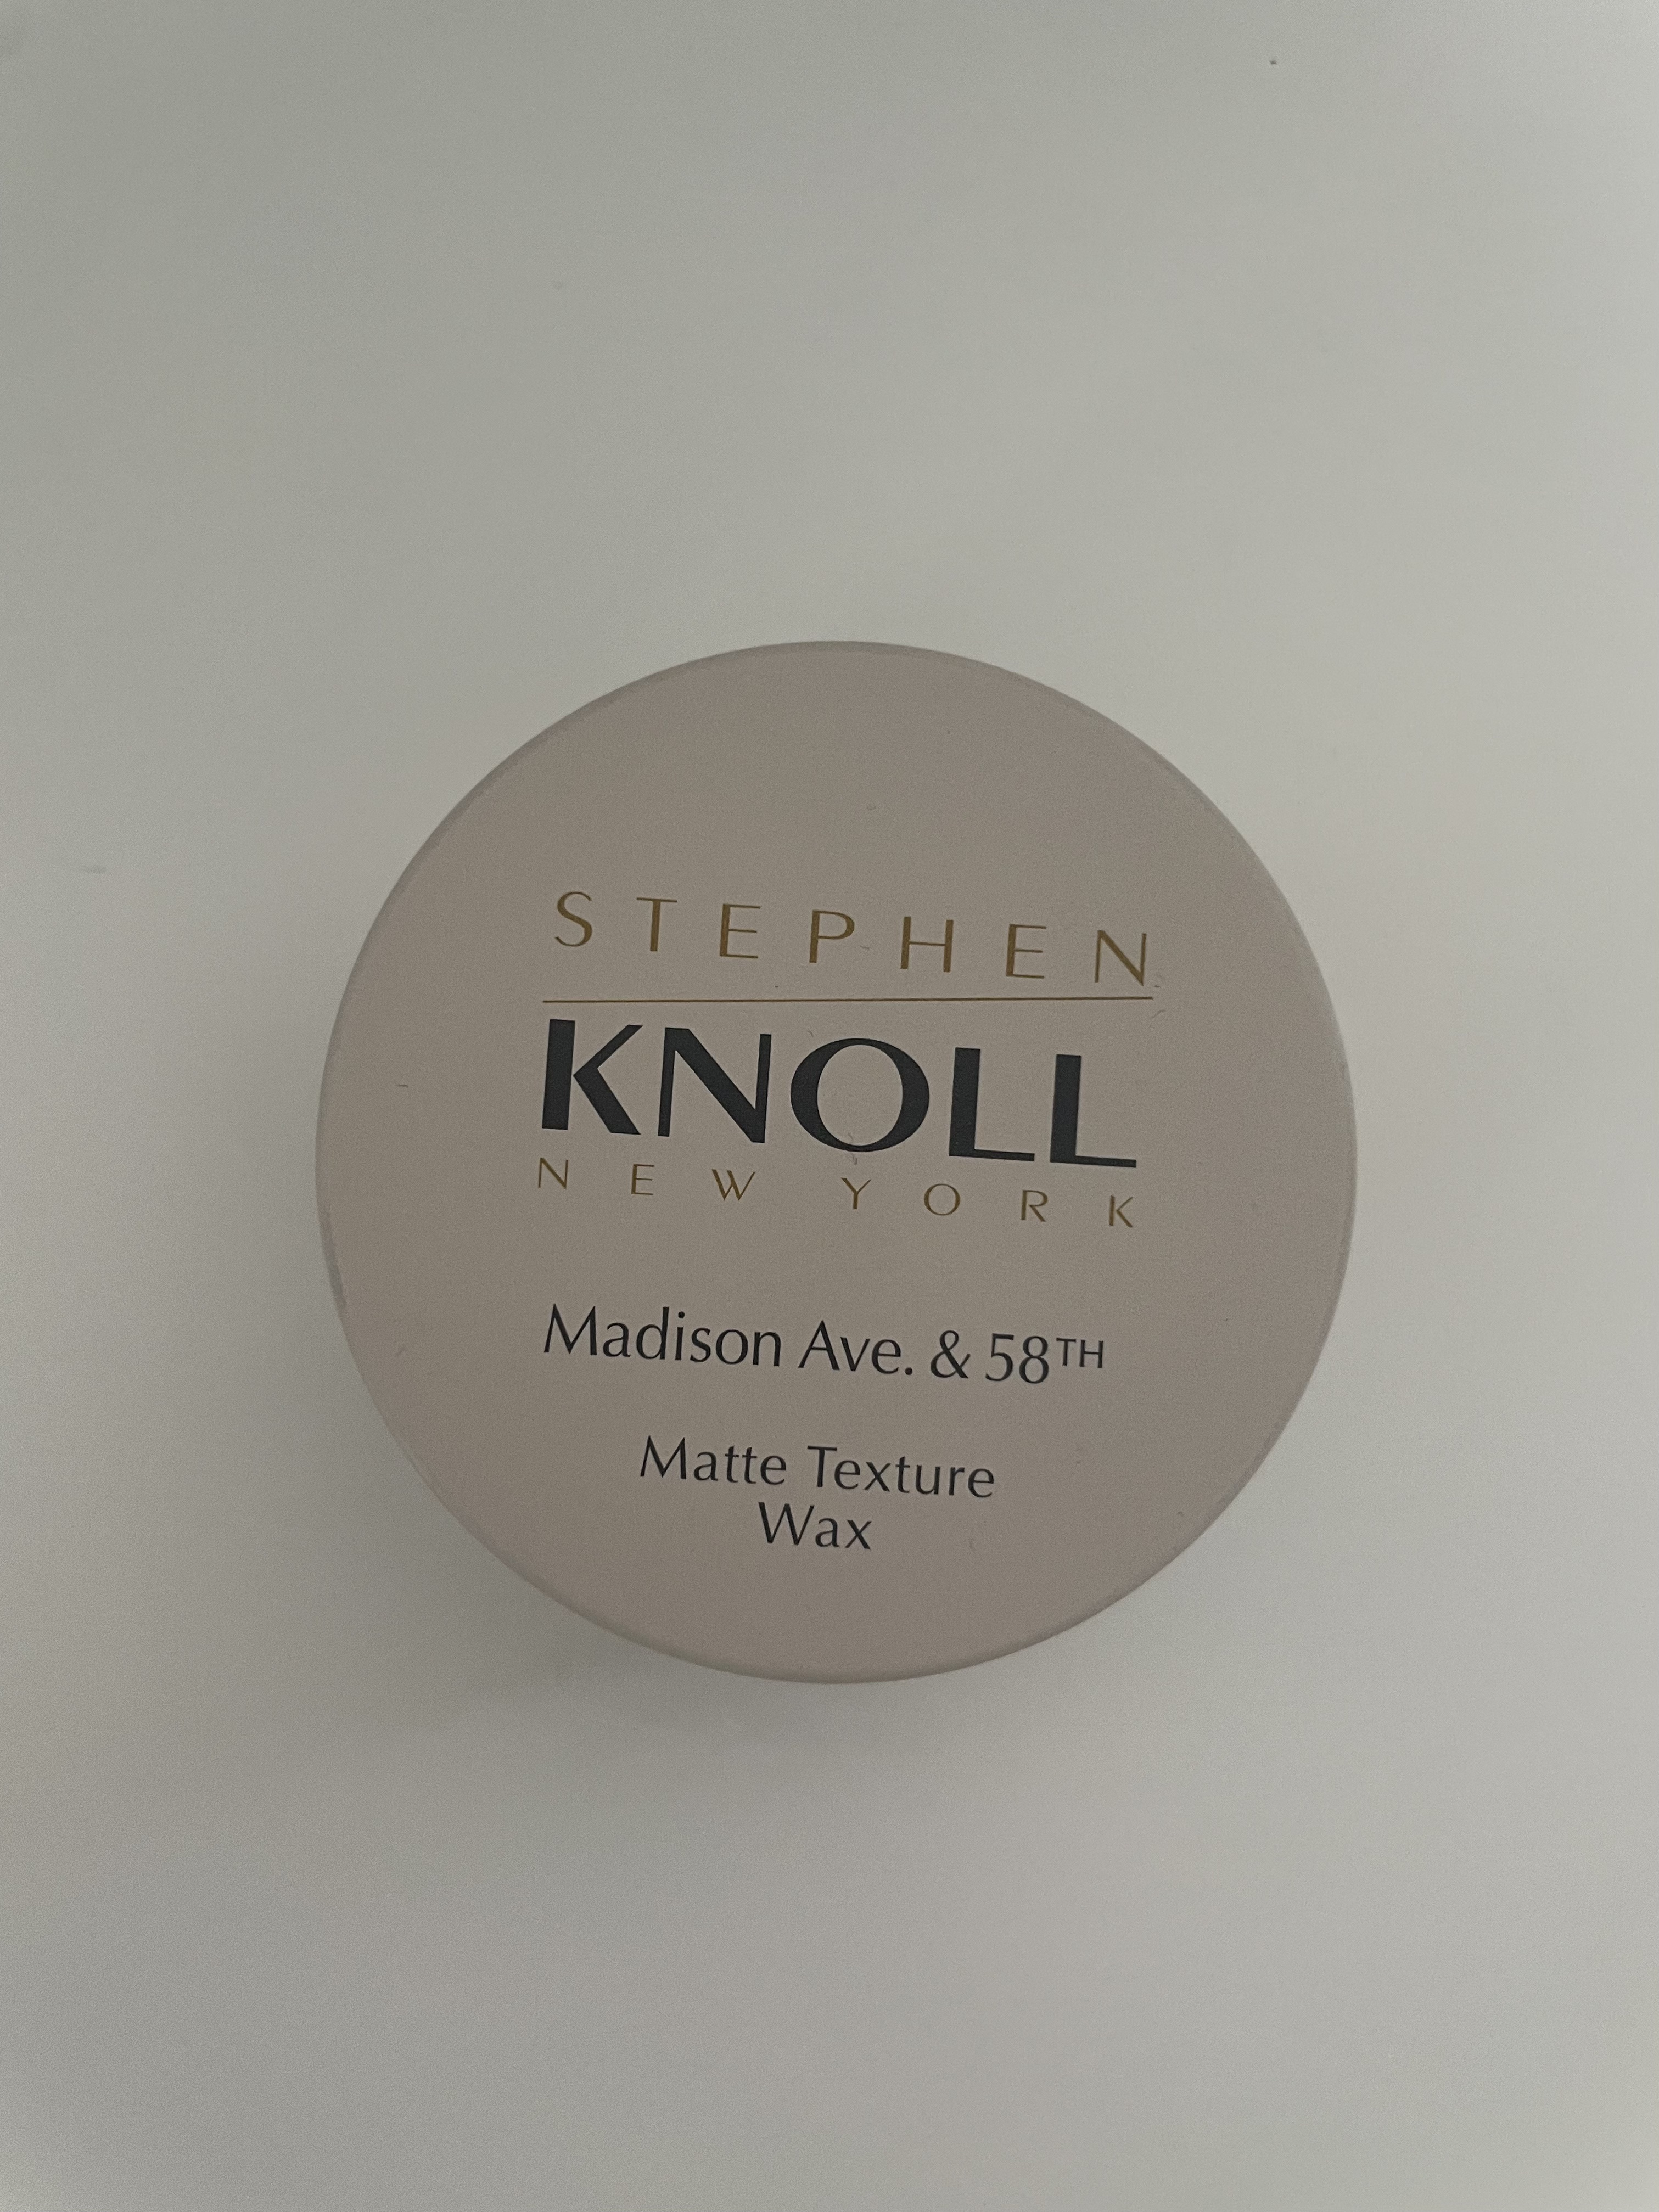 STEPHEN
KNOLL
NEW YORK
Madison Ave. & 58TH
Matte Texture
Wax